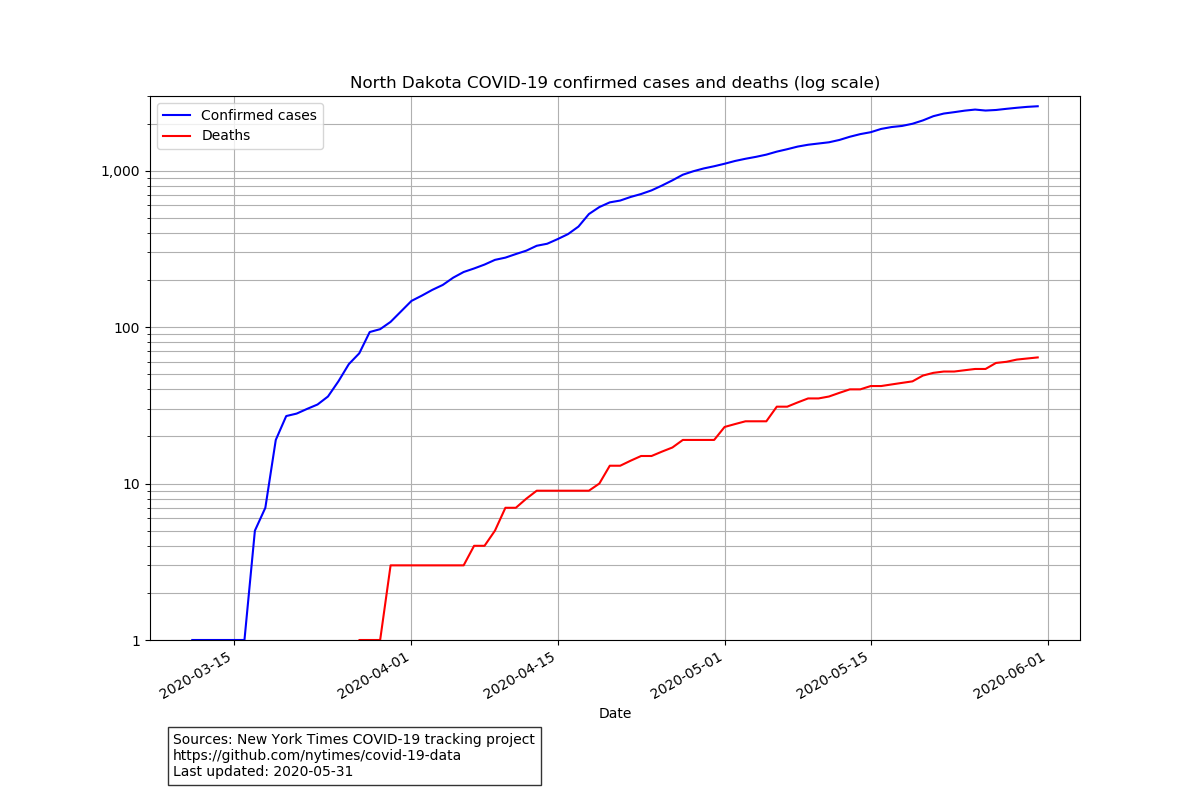 North Dakota COVID-19 confirmed cases and deaths (log scale)
Confirmed cases
Deaths
1,000
100
10
1
2020-03-15
2020-04-01
2020-04-15
2020-05-01
2020-05-15
2020-06-01
Date
Sources: New York Times COVID-19 tracking project
https://github.com/nytimes/covid-19-data
Last updated: 2020-05-31